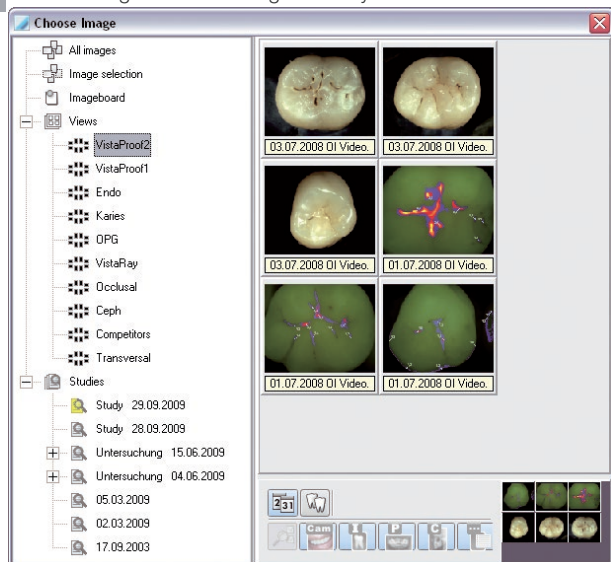 Choose Image
All images
Image selection
Imageboard
Views
VistaProof2
VistaProof1
Endo
Karies
OPG
VistaRay
Occlusal
Ceph
Competitors
Transversal
Studies
Study 29.09.2009
Study 28.09.2009
Untersuchung 15.06.2009
Untersuchung 04.06.2009
05.03.2009
02.03.2009
17.09.2003
03.07.2008 OI Video.
03.07.2008 OI Video.
03.07.2008 OI Video.
01.07.2008 OI Video.
01.07.2008 OI Video.
01.07.2008 OI Video.
2 31
Cam
I
P
C